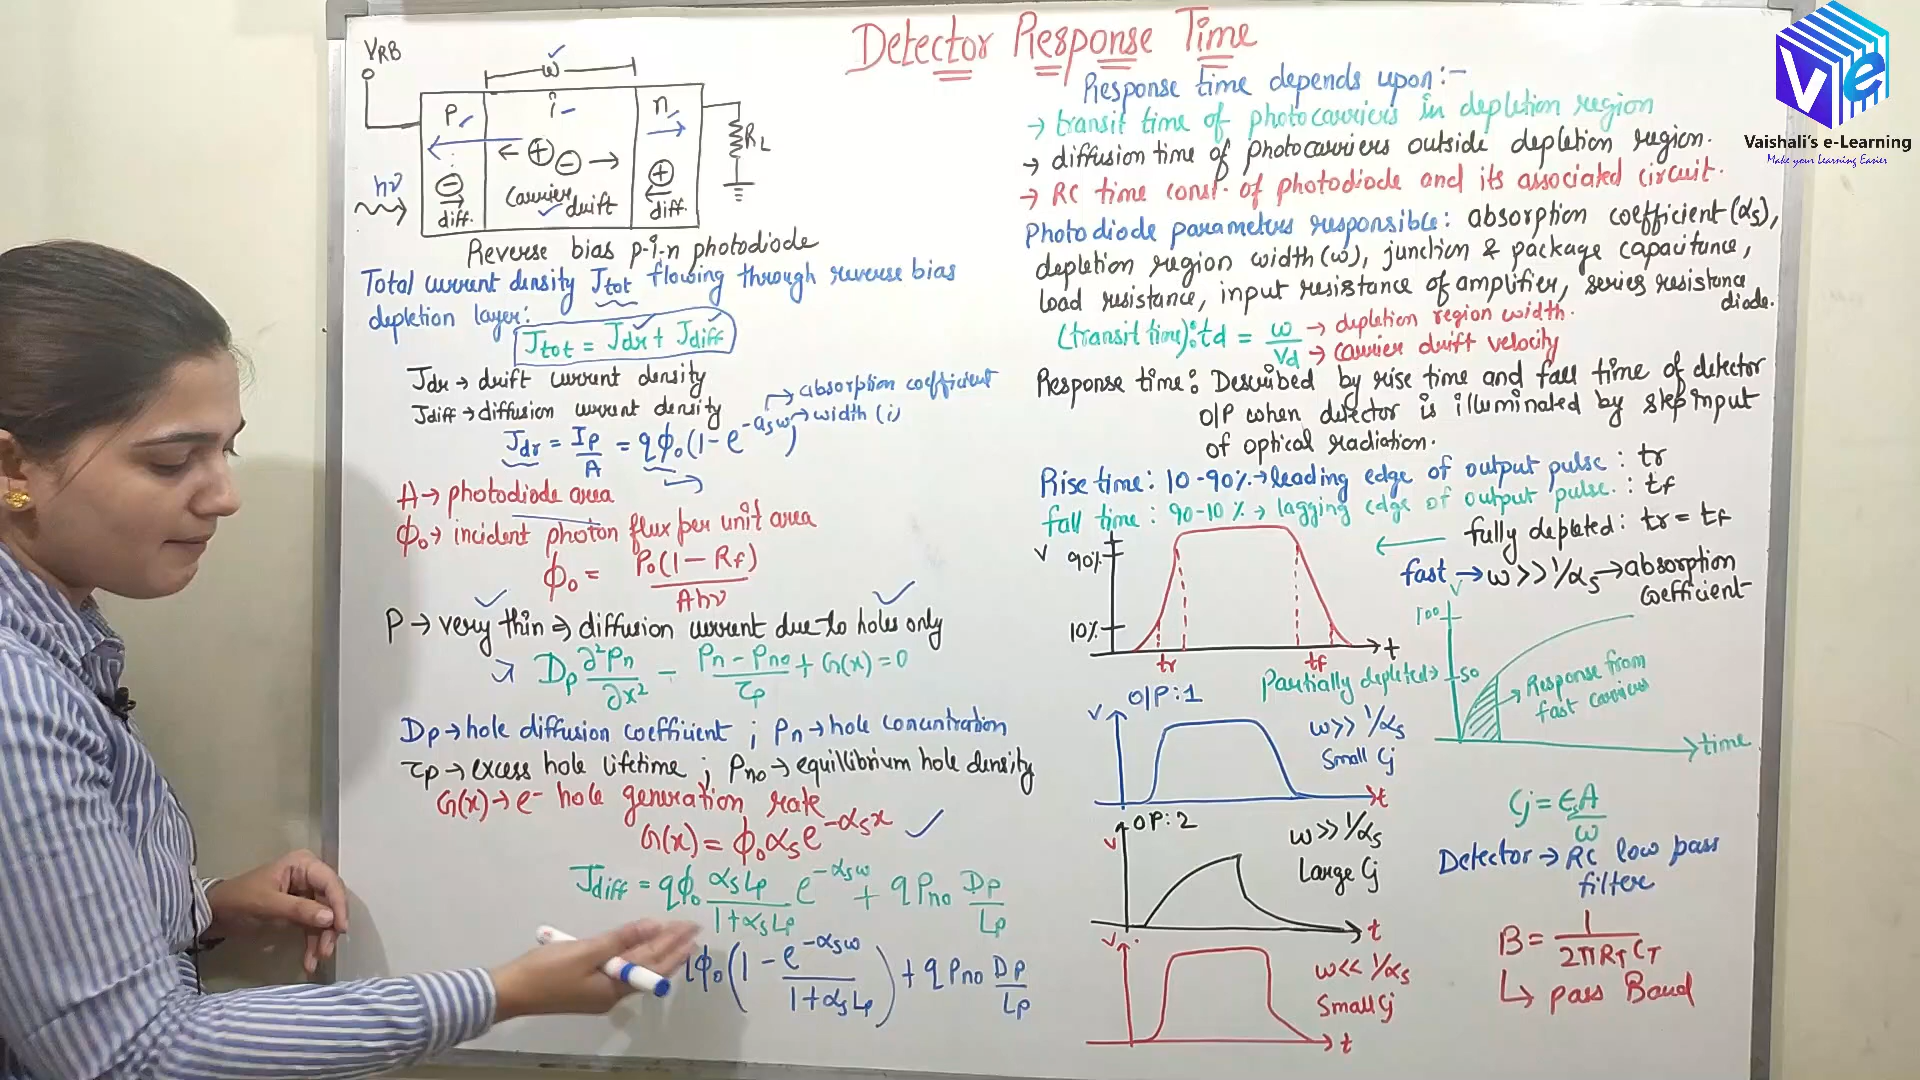 Detector Response Time
VRB
w
p
i
n
RL
hν
diff.
Carrier drift
diff.
Reverse bias p-i-n photodiode
Total current density Jtot flowing through reverse bias
depletion layer:
Jtot = Jdr + Jdiff
Jdr → drift current density
Jdiff → diffusion current density
→ absorption coefficient
Jdr = Ip/A = qϕ₀(1 - e^-αsw) → width (i)
A → photodiode area
ϕ₀ → incident photon flux per unit area
ϕ₀ = P₀(1 - Rf)/Ahν
P → very thin ⇒ diffusion current due to holes only
Dp ∂²Pn/∂x² - Pn - Pno/τp + G(x) = 0
Dp → hole diffusion coefficient ; Pn → hole concentration
τp → excess hole lifetime ; Pno → equillibrium hole density
G(x) → e⁻ hole generation rate
G(x) = ϕ₀αse^-αsx
Jdiff = qϕ₀ αsLp/1+αsLp e^-αsw + qPno Dp/Lp
qϕ₀(1 - e^-αsw/1+αsLp) + qPno Dp/Lp
Response time depends upon:-
→ transit time of photocarriers in depletion region
→ diffusion time of photocarriers outside depletion region.
→ RC time const. of photodiode and its associated circuit.
Photodiode parameters responsible: absorption coefficient (αs),
depletion region width (w), junction & package capacitance,
load resistance, input resistance of amplifier, series resistance
diode.
(transit time): td = w/vd → depletion region width.
→ carrier drift velocity
Response time: Described by rise time and fall time of detector
O/P when detector is illuminated by step input
of optical radiation.
Rise time: 10-90% → leading edge of output pulse : tr
fall time : 90-10% → lagging edge of output pulse. : tf
fully depleted: tr = tf
fast → w >> 1/αs → absorption
coefficient
V
90%
10%
tr
tf
t
V
100
Partially depleted →
50
→ Response from
fast carriers
time
O/P:1
V
w >> 1/αs
Small Cj
t
OP:2
V
w >> 1/αs
Large Cj
t
V
w << 1/αs
Small Cj
t
Cj = εsA/w
Detector → RC low pass
filter
B = 1/2πRTCT
↳ pass Band
Ve
Vaishali's e-Learning
Make your Learning Easier